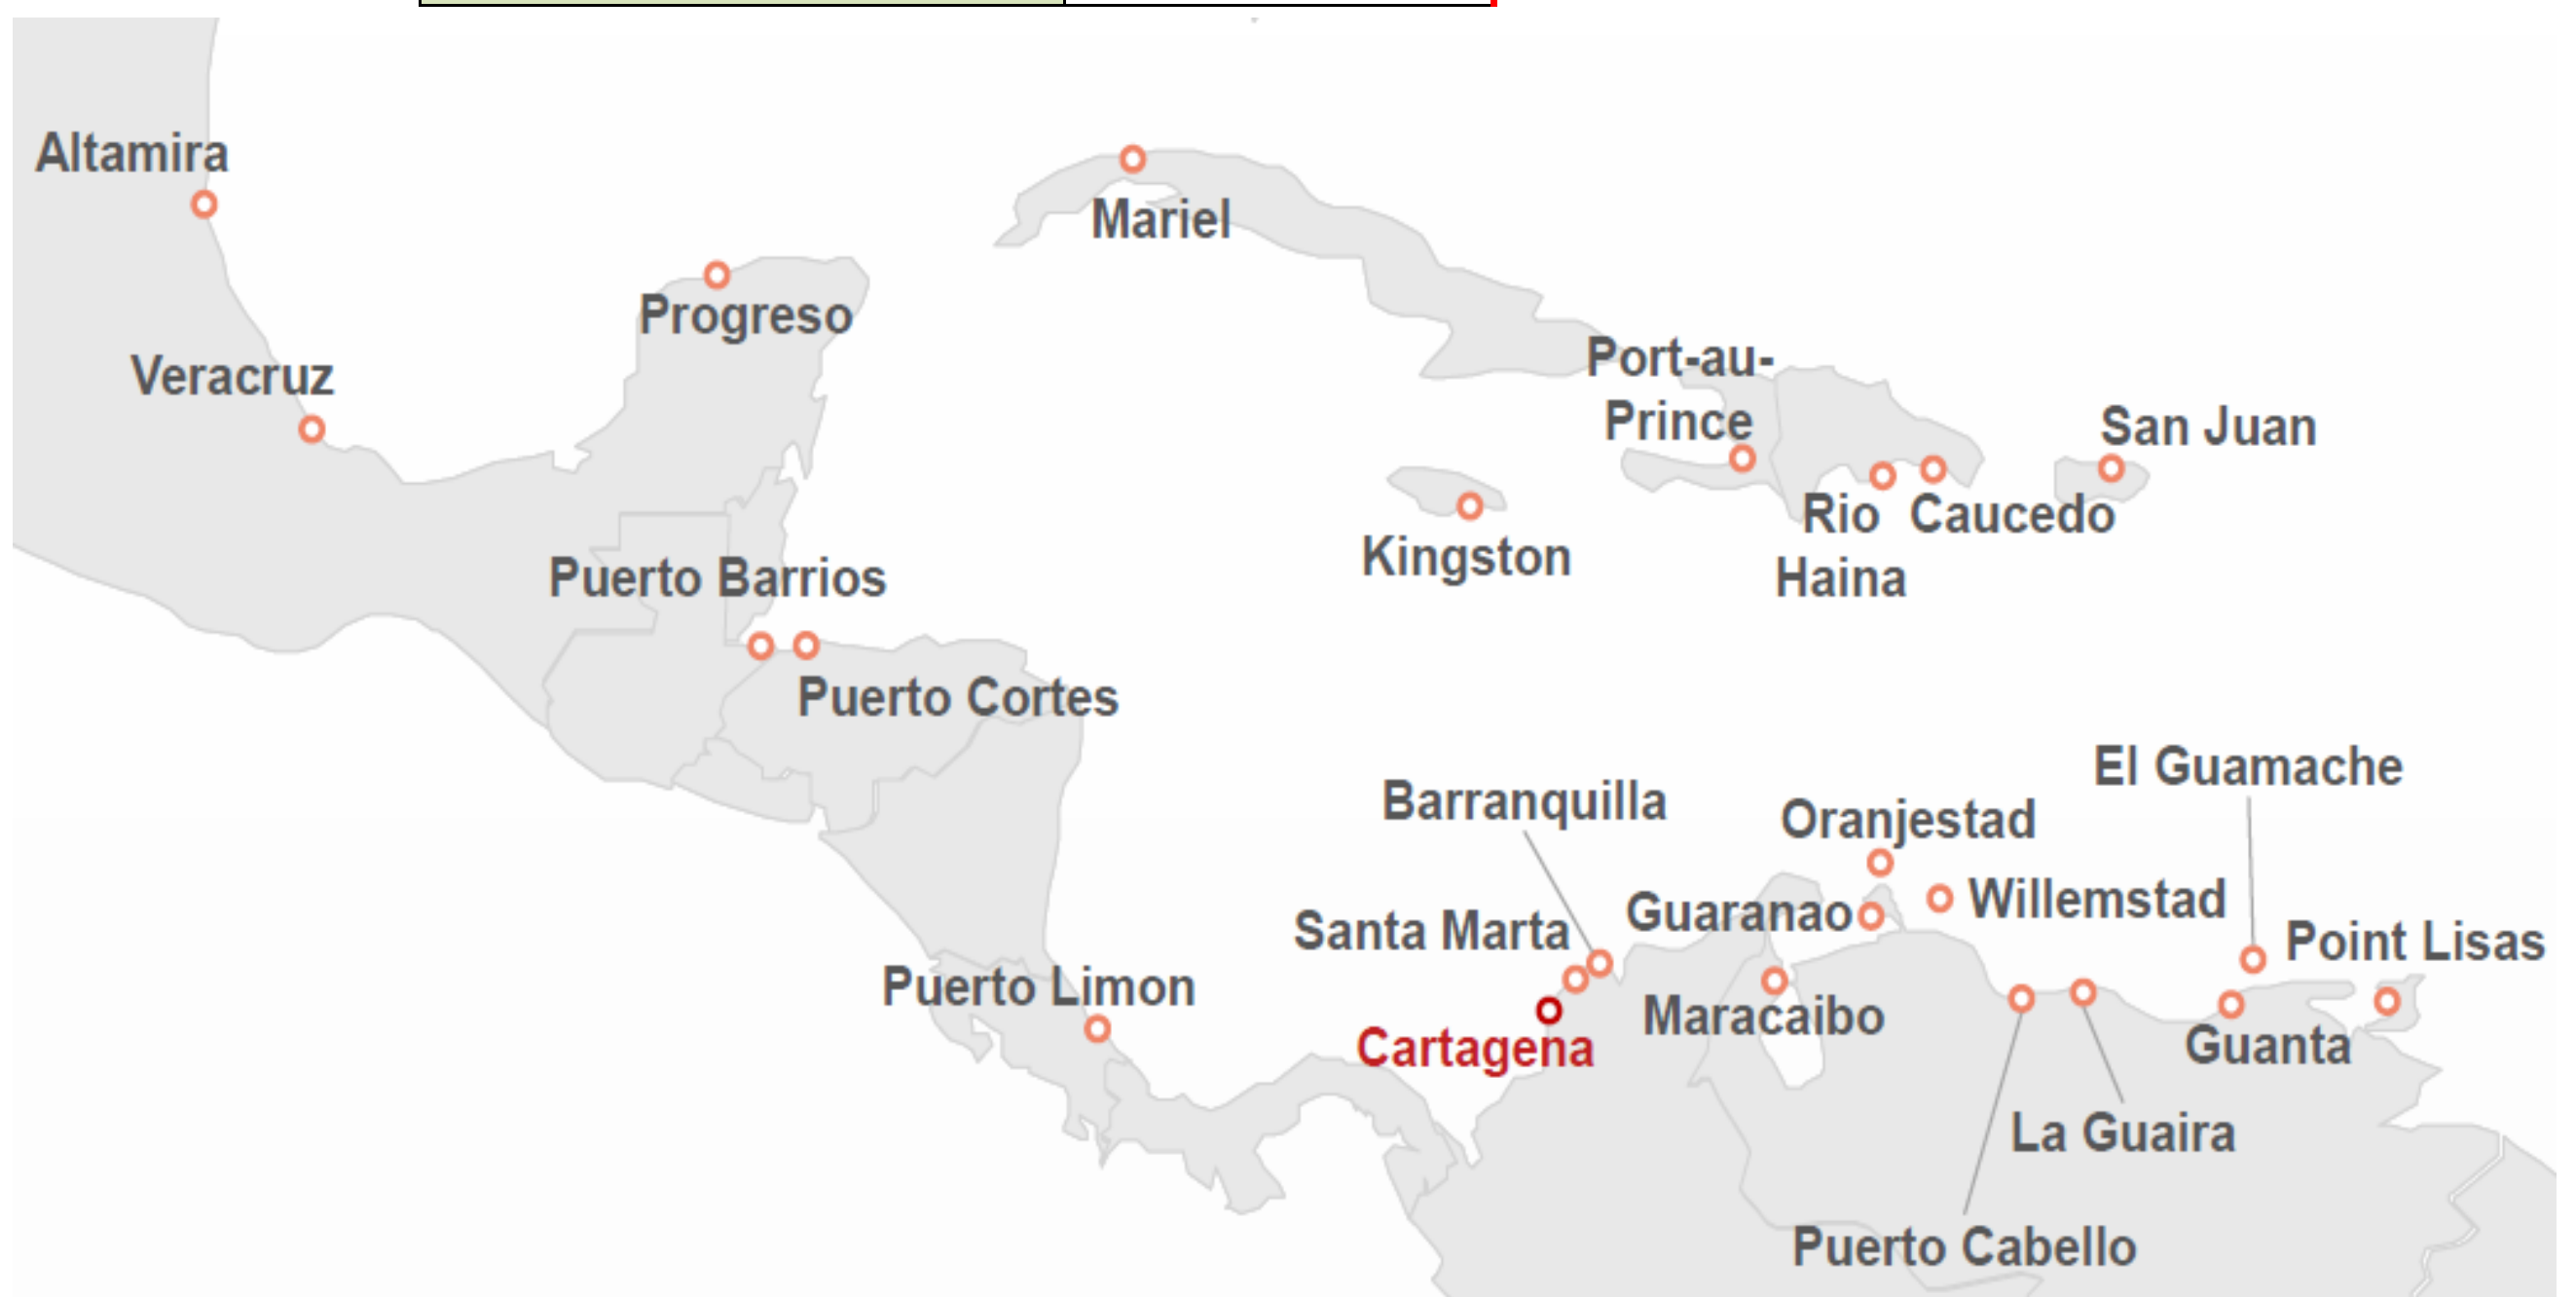 Altamira
Mariel
Progreso
Veracruz
Port-au-
Prince
San Juan
Rio Caucedo
Haina
Kingston
Puerto Barrios
Puerto Cortes
El Guamache
Barranquilla
Oranjestad
Willemstad
Guaranao
Santa Marta
Point Lisas
Puerto Limon
Maracaibo
Cartagena
Guanta
La Guaira
Puerto Cabello